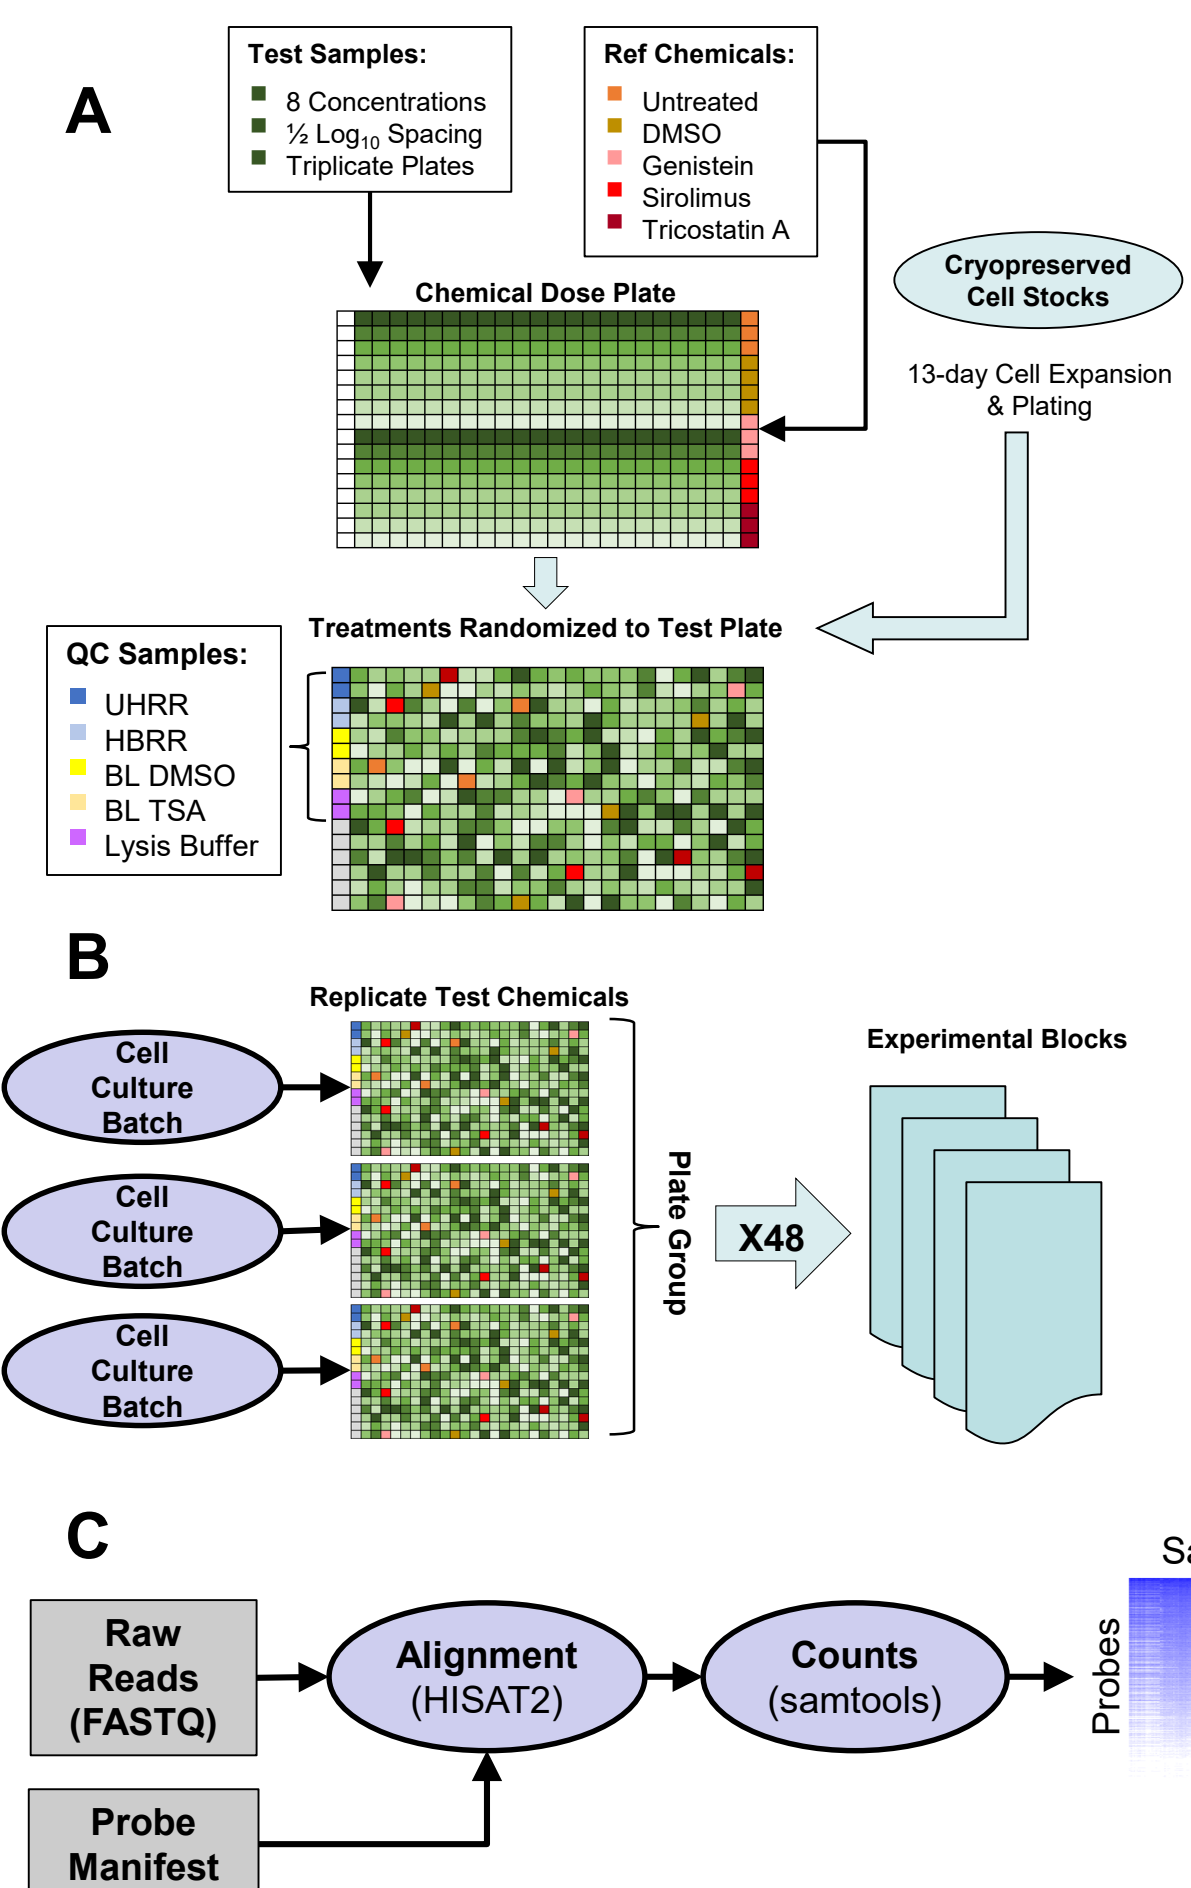 A
Test Samples:
8 Concentrations
½ Log10 Spacing
Triplicate Plates
Ref Chemicals:
Untreated
DMSO
Genistein
Sirolimus
Tricostatin A
Cryopreserved
Cell Stocks
13-day Cell Expansion
& Plating
Chemical Dose Plate
Treatments Randomized to Test Plate
QC Samples:
UHRR
HBRR
BL DMSO
BL TSA
Lysis Buffer
B
Replicate Test Chemicals
Cell
Culture
Batch
Cell
Culture
Batch
Cell
Culture
Batch
Plate Group
X48
Experimental Blocks
C
Raw
Reads
(FASTQ)
Alignment
(HISAT2)
Counts
(samtools)
Probes
Probe
Manifest